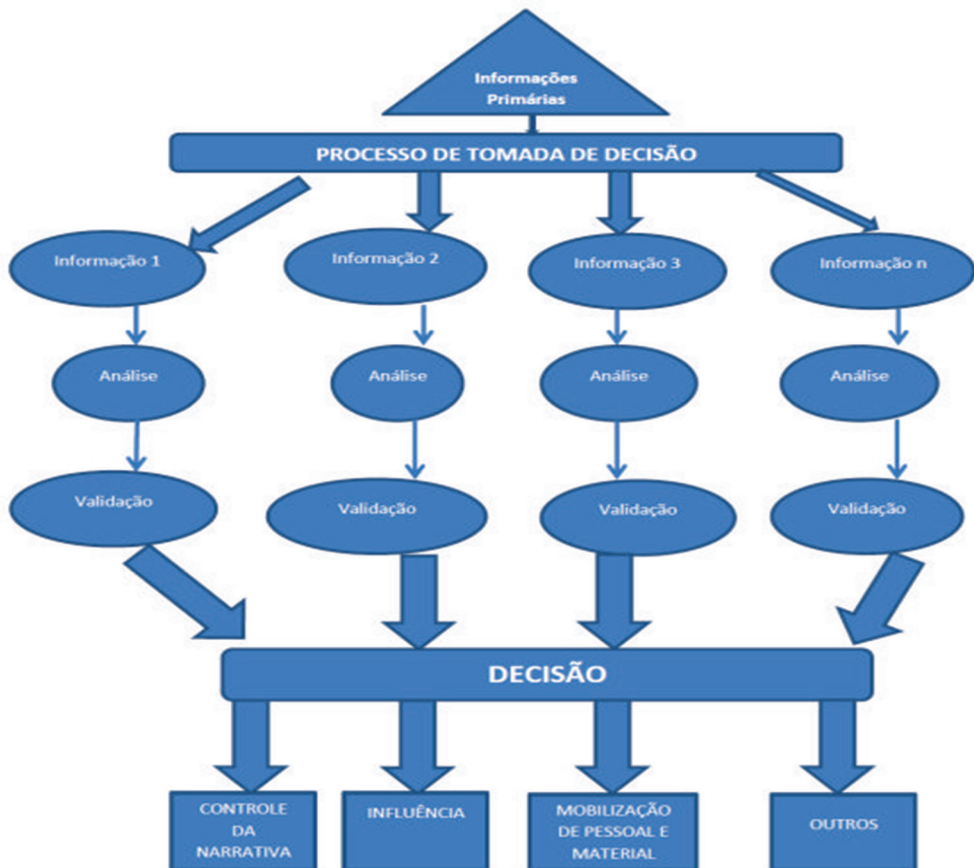 Informações
Primárias
PROCESSO DE TOMADA DE DECISÃO
Informação 1
Informação 2
Informação 3
Informação n
Análise
Análise
Análise
Análise
Validação
Validação
Validação
Validação
DECISÃO
CONTROLE
DA
NARRATIVA
INFLUÊNCIA
MOBILIZAÇÃO
DE PESSOAL E
MATERIAL
OUTROS